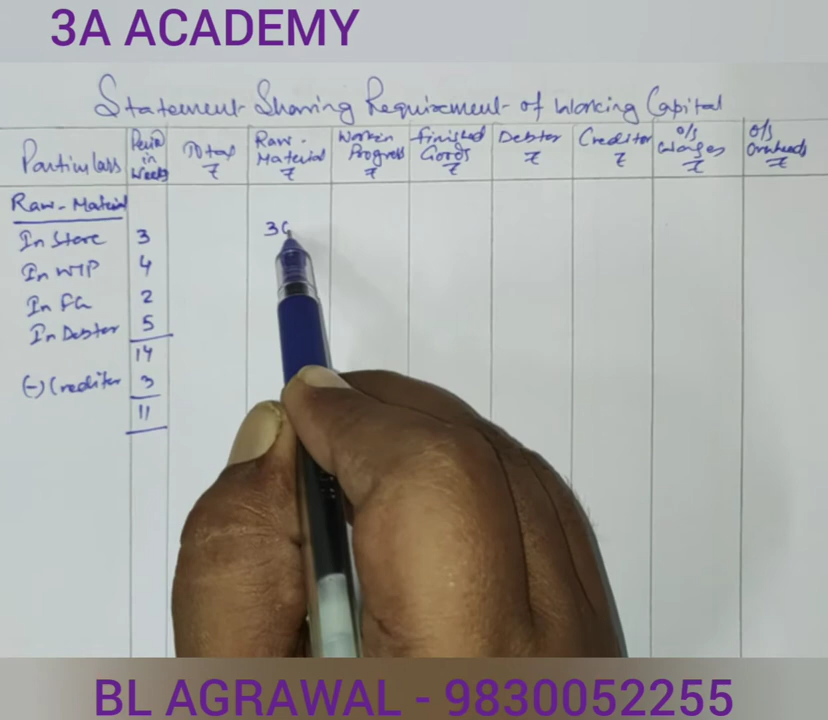 3A ACADEMY
Statement Showing Requirement of Working Capital
Particulars Period in Weeks Total ₹ Raw-Material ₹ Work in Progress ₹ Finished Goods ₹ Debtor ₹ Creditor ₹ o/s Wages ₹ o/s Overheads ₹
Raw-Material
In Store 3 30
In WIP 4
In FG 2
In Debtor 5
14
(-) Creditor 3
11
BL AGRAWAL - 9830052255